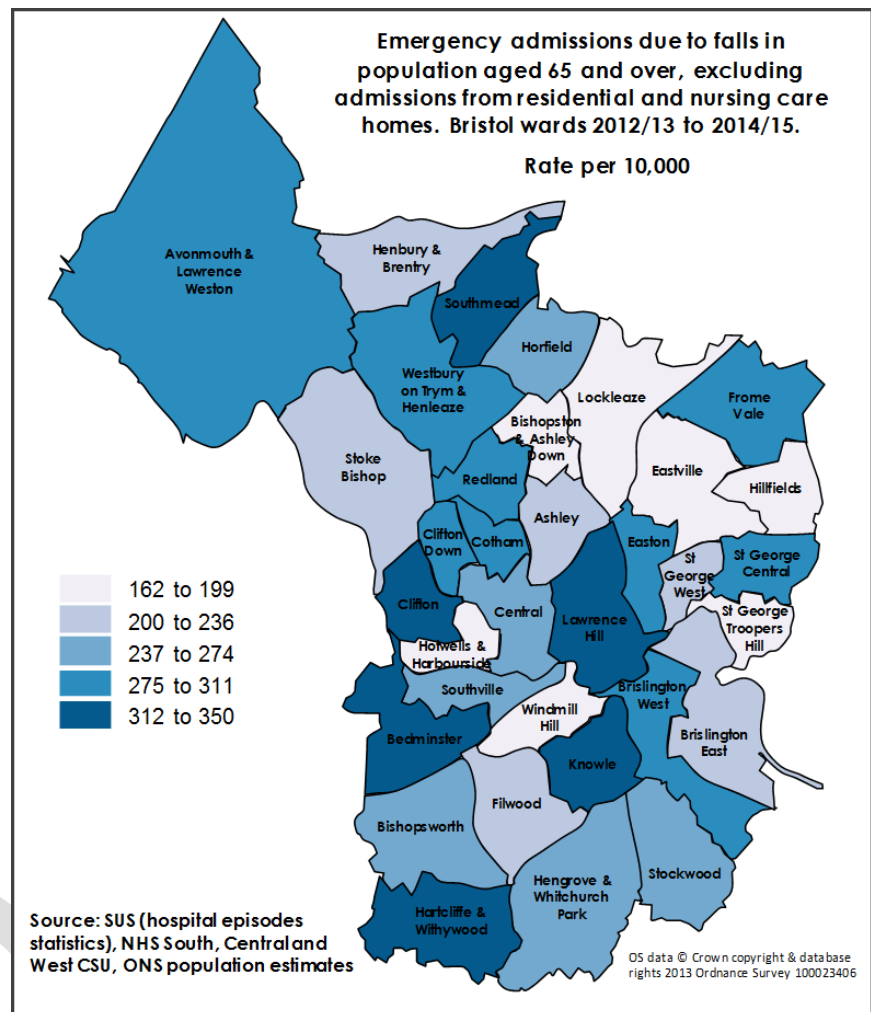 Emergency admissions due to falls in
population aged 65 and over, excluding
admissions from residential and nursing care
homes. Bristol wards 2012/13 to 2014/15.
Rate per 10,000
Avonmouth &
Lawrence
Weston
Henbury &
Brentry
Southmead
Horfield
Westbury
on Trym &
Henleaze
Lockleaze
Frome
Vale
Bishopston
& Ashley
Down
Stoke
Bishop
Redland
Eastville
Hillfields
Ashley
Clifton
Down
Cotham
Easton
St
George
West
St George
Central
Clifton
Central
Lawrence
Hill
St George
Troopers
Hill
Hotwells &
Harbourside
Southville
Windmill
Hill
Brislington
West
Brislington
East
Bedminster
Knowle
Filwood
Bishopsworth
Stockwood
Hengrove &
Whitchurch
Park
Hartcliffe &
Withywood
162 to 199
200 to 236
237 to 274
275 to 311
312 to 350
Source: SUS (hospital episodes
statistics), NHS South, Central and
West CSU, ONS population estimates
OS data © Crown copyright & database
rights 2013 Ordnance Survey 100023406